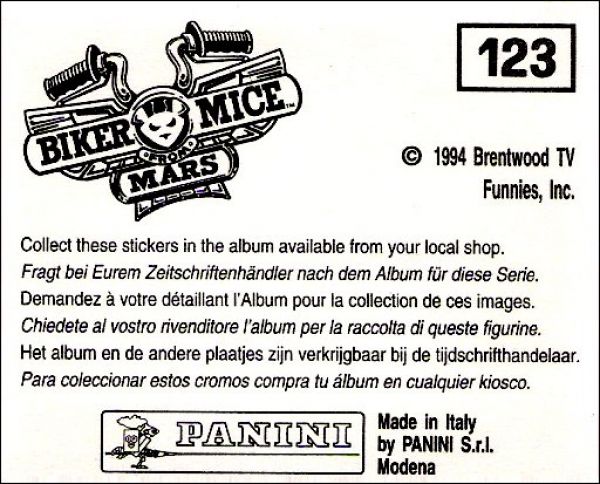 123
BIKER MICE™
FROM
MARS
© 1994 Brentwood TV
Funnies, Inc.
Collect these stickers in the album available from your local shop.
Fragt bei Eurem Zeitschriftenhändler nach dem Album für diese Serie.
Demandez à votre détaillant l'Album pour la collection de ces images.
Chiedete al vostro rivenditore l'album per la raccolta di queste figurine.
Het album en de andere plaatjes zijn verkrijgbaar bij de tijdschrifthandelaar.
Para coleccionar estos cromos compra tu álbum en cualquier kiosco.
PANINI
Made in Italy
by PANINI S.r.l.
Modena